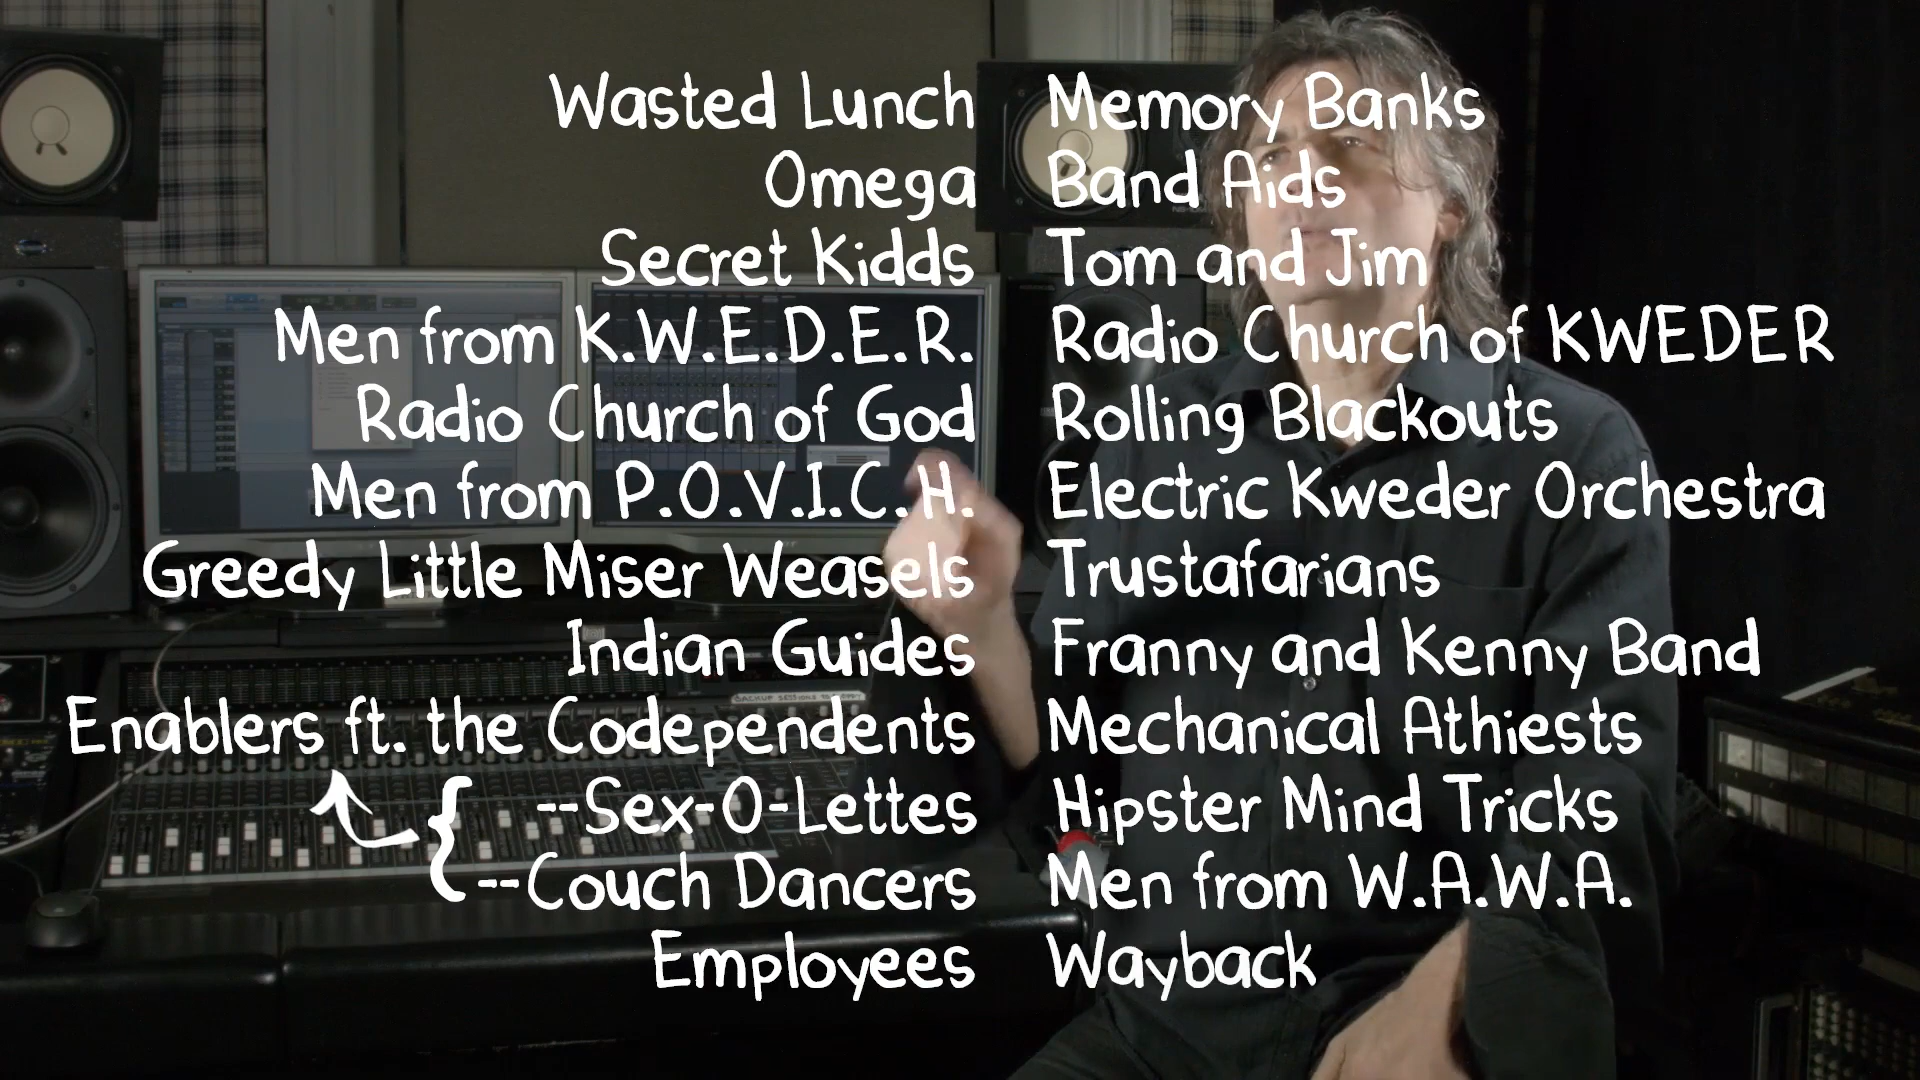 Wasted Lunch
Omega
Secret Kidds
Men from K.W.E.D.E.R.
Radio Church of God
Men from P.O.V.I.C.H.
Greedy Little Miser Weasels
Indian Guides
Enablers ft. the Codependents
--Sex-O-Lettes
--Couch Dancers
Employees
Memory Banks
Band Aids
Tom and Jim
Radio Church of KWEDER
Rolling Blackouts
Electric Kweder Orchestra
Trustafarians
Franny and Kenny Band
Mechanical Athiests
Hipster Mind Tricks
Men from W.A.W.A.
Wayback